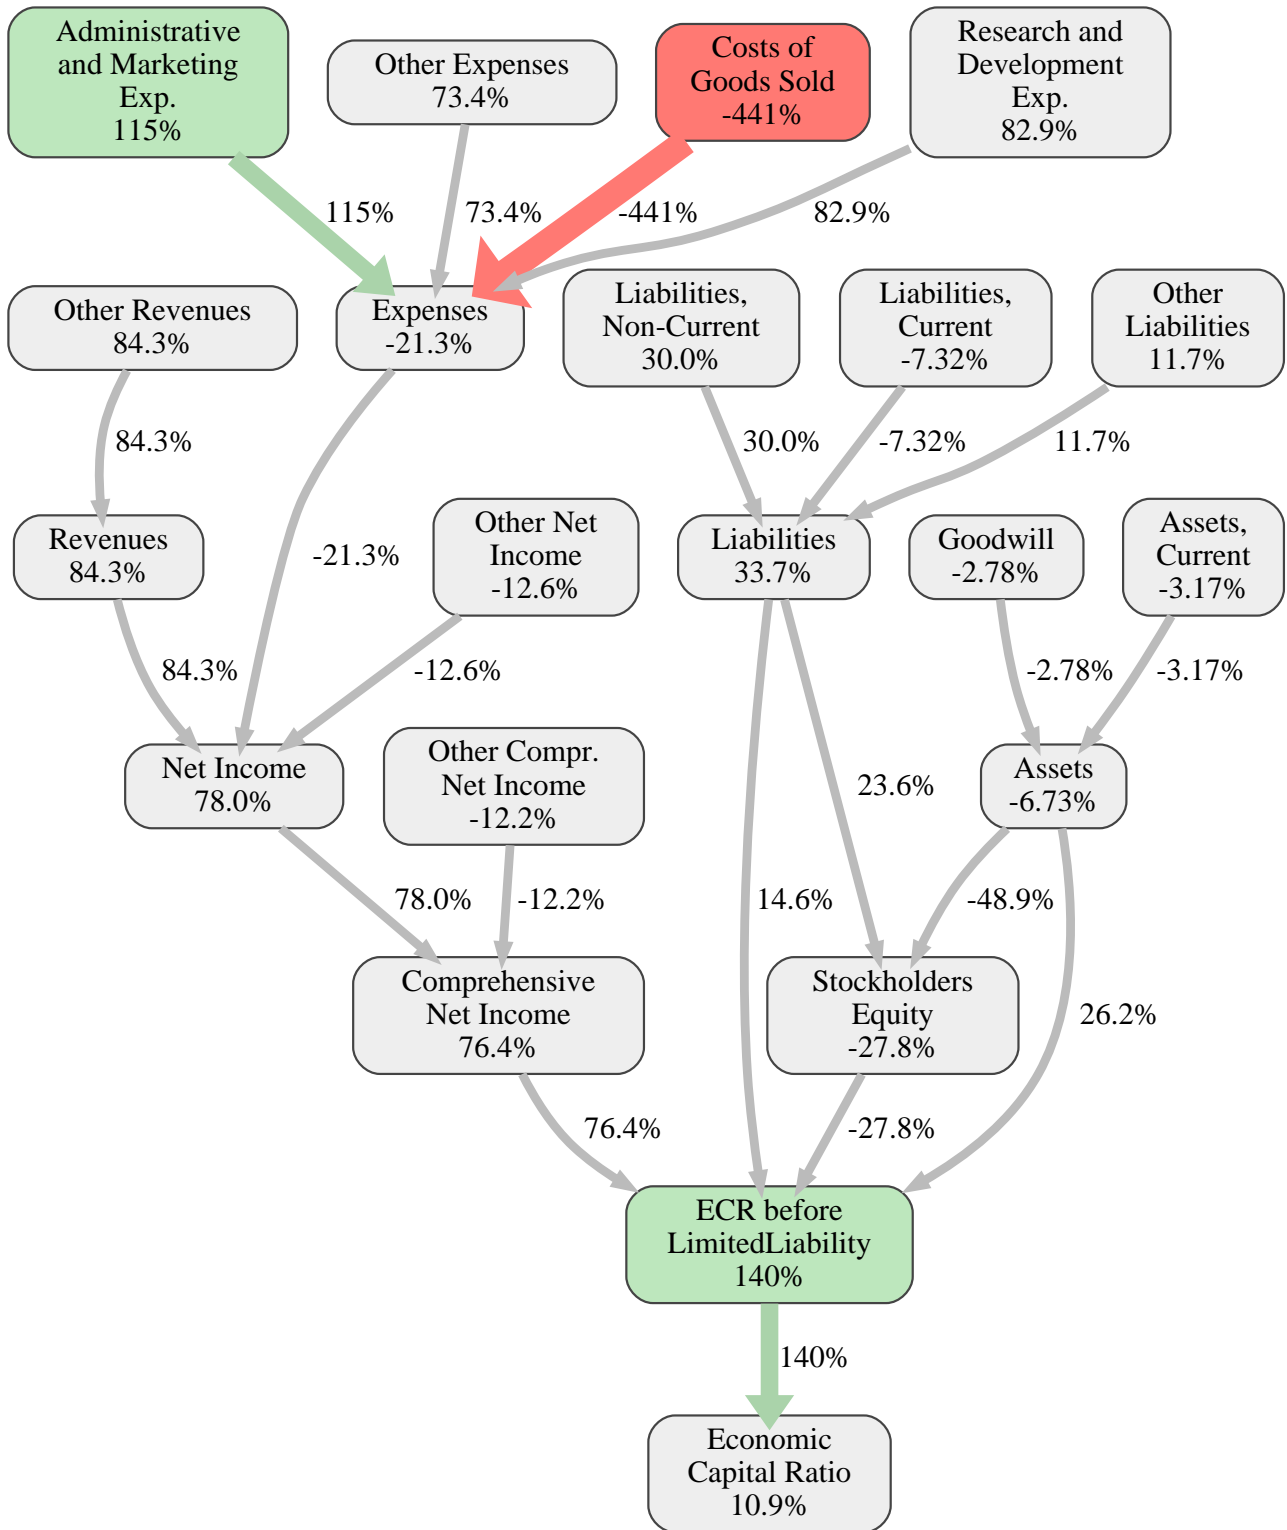 Administrative
and Marketing
Exp.
115%
Other Expenses
73.4%
Costs of
Goods Sold
-441%
Research and
Development
Exp.
82.9%
115%
73.4%
-441%
82.9%
Other Revenues
84.3%
Expenses
-21.3%
Liabilities,
Non-Current
30.0%
Liabilities,
Current
-7.32%
Other
Liabilities
11.7%
84.3%
30.0%
-7.32%
11.7%
Revenues
84.3%
-21.3%
Other Net
Income
-12.6%
Liabilities
33.7%
Goodwill
-2.78%
Assets,
Current
-3.17%
84.3%
-12.6%
-2.78%
-3.17%
Net Income
78.0%
Other Compr.
Net Income
-12.2%
23.6%
Assets
-6.73%
78.0%
-12.2%
14.6%
-48.9%
Comprehensive
Net Income
76.4%
Stockholders
Equity
-27.8%
26.2%
76.4%
-27.8%
ECR before
LimitedLiability
140%
140%
Economic
Capital Ratio
10.9%